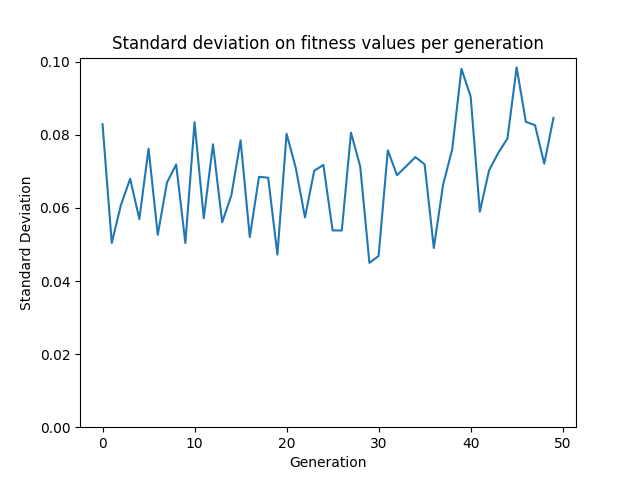 Standard deviation on fitness values per generation
0.10
0.08
0.06
0.04
0.02
0.00
Standard Deviation
0 10 20 30 40 50
Generation